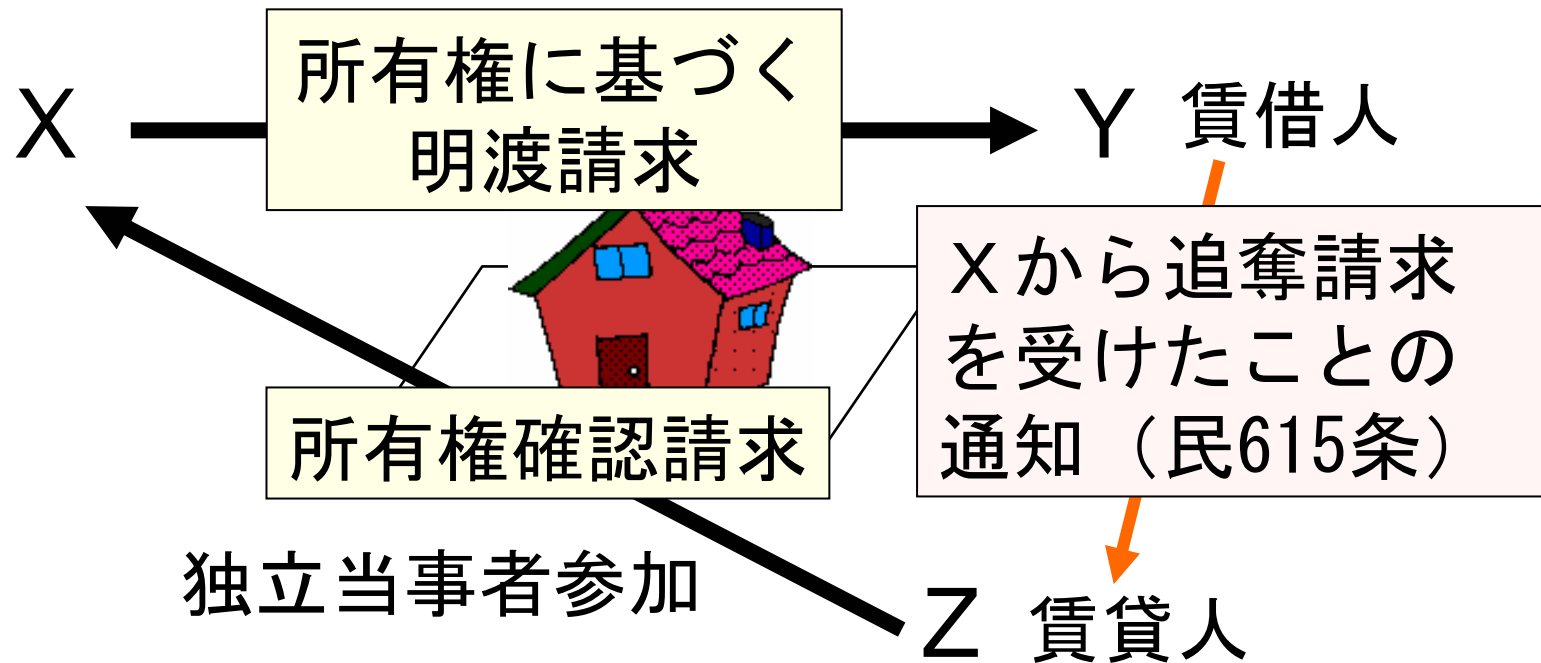 X
所有権に基づく
明渡請求
Y 賃借人
Xから追奪請求
を受けたことの
通知（民615条）
所有権確認請求
独立当事者参加
Z 賃貸人